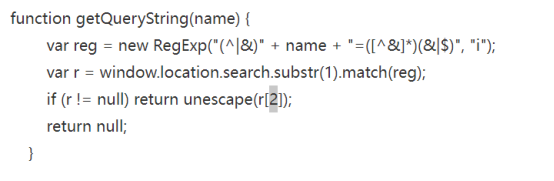 function getQueryString(name) {
var reg = new RegExp("(^|&)" + name + "=([^&]*)(&|$)", "i");
var r = window.location.search.substr(1).match(reg);
if (r != null) return unescape(r[2]);
return null;
}